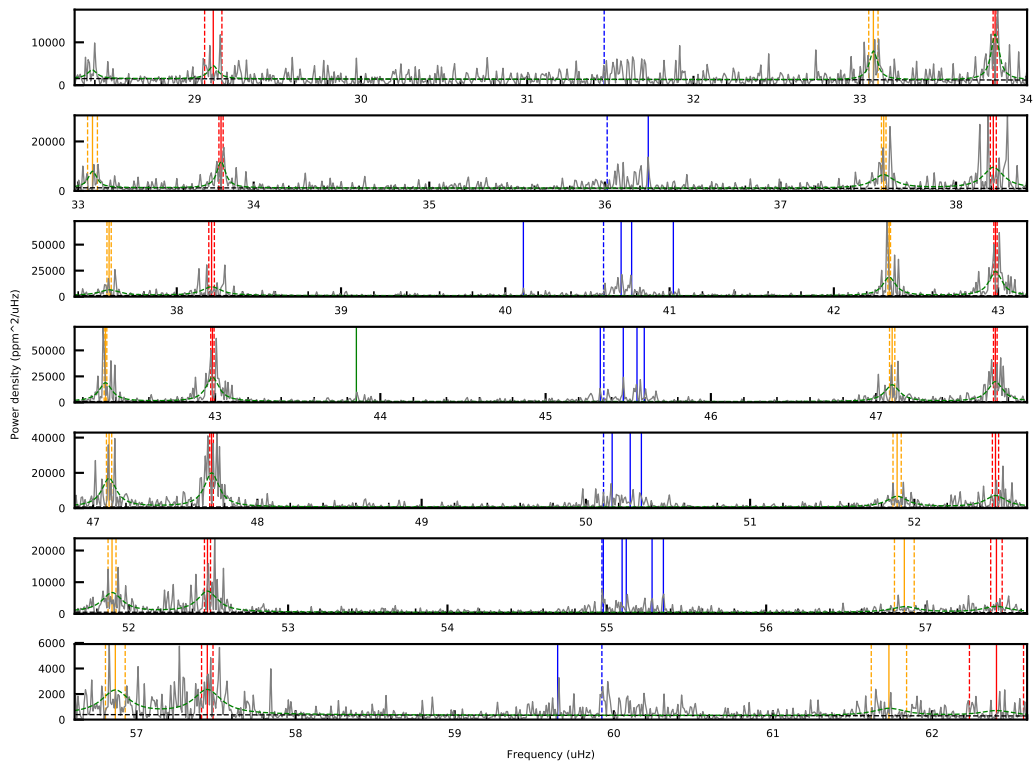 10000
0
29 30 31 32 33 34
20000
0
33 34 35 36 37 38
50000
25000
0
38 39 40 41 42 43
Power density (ppm^2/uHz)
50000
25000
0
43 44 45 46 47
40000
20000
0
47 48 49 50 51 52
20000
10000
0
52 53 54 55 56 57
6000
4000
2000
0
57 58 59 60 61 62
Frequency (uHz)